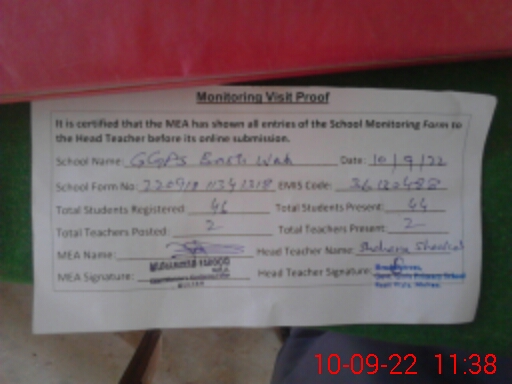 Monitoring Visit Proof
It is certified that the MEA has shown all entries of the School Monitoring Form to
the Head Teacher before its online submission.
School Name: GGPS Basti Wah Date: 10/9/22
School Form No: EMIS Code:
Total Students Registered: 46 Total Students Present: 44
Total Teachers Posted: 2 Total Teachers Present: 2
MEA Name: Head Teacher Name:
MEA Signature: Head Teacher Signature:
10-09-22 11:38